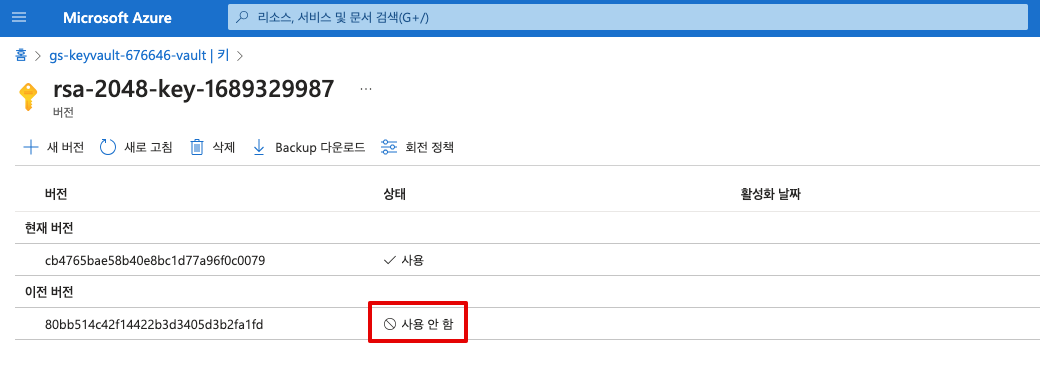 Microsoft Azure
리소스, 서비스 및 문서 검색(G+/)
홈 > gs-keyvault-676646-vault | 키 >
rsa-2048-key-1689329987 ...
버전
새 버전 새로 고침 삭제 Backup 다운로드 회전 정책
버전 상태 활성화 날짜
현재 버전
cb4765bae58b40e8bc1d77a96f0c0079 사용
이전 버전
80bb514c42f14422b3d3405d3b2fa1fd 사용 안 함